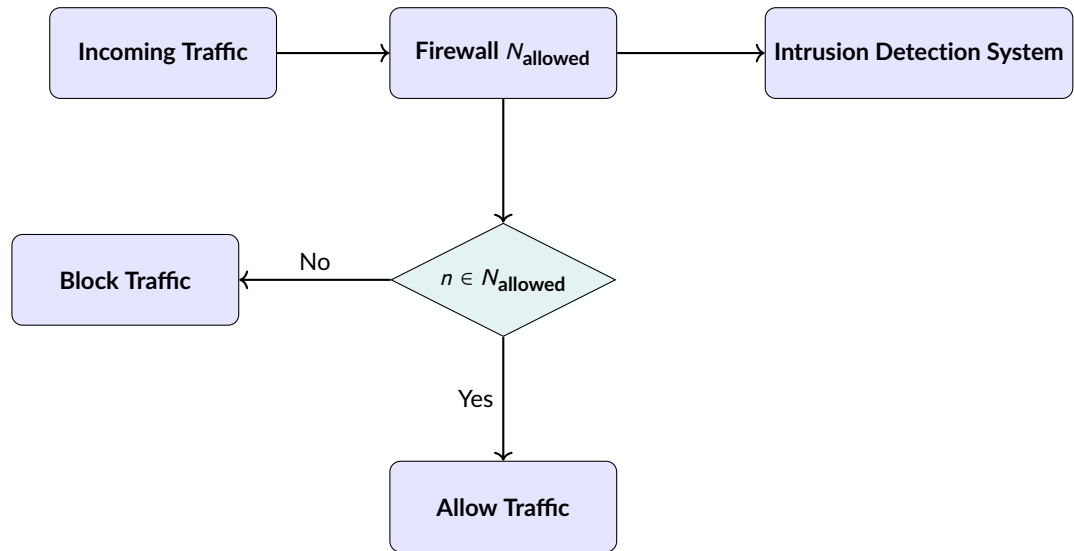 Incoming Traffic
Firewall N_allowed
Intrusion Detection System
Block Traffic
No
n ∈ N_allowed
Yes
Allow Traffic